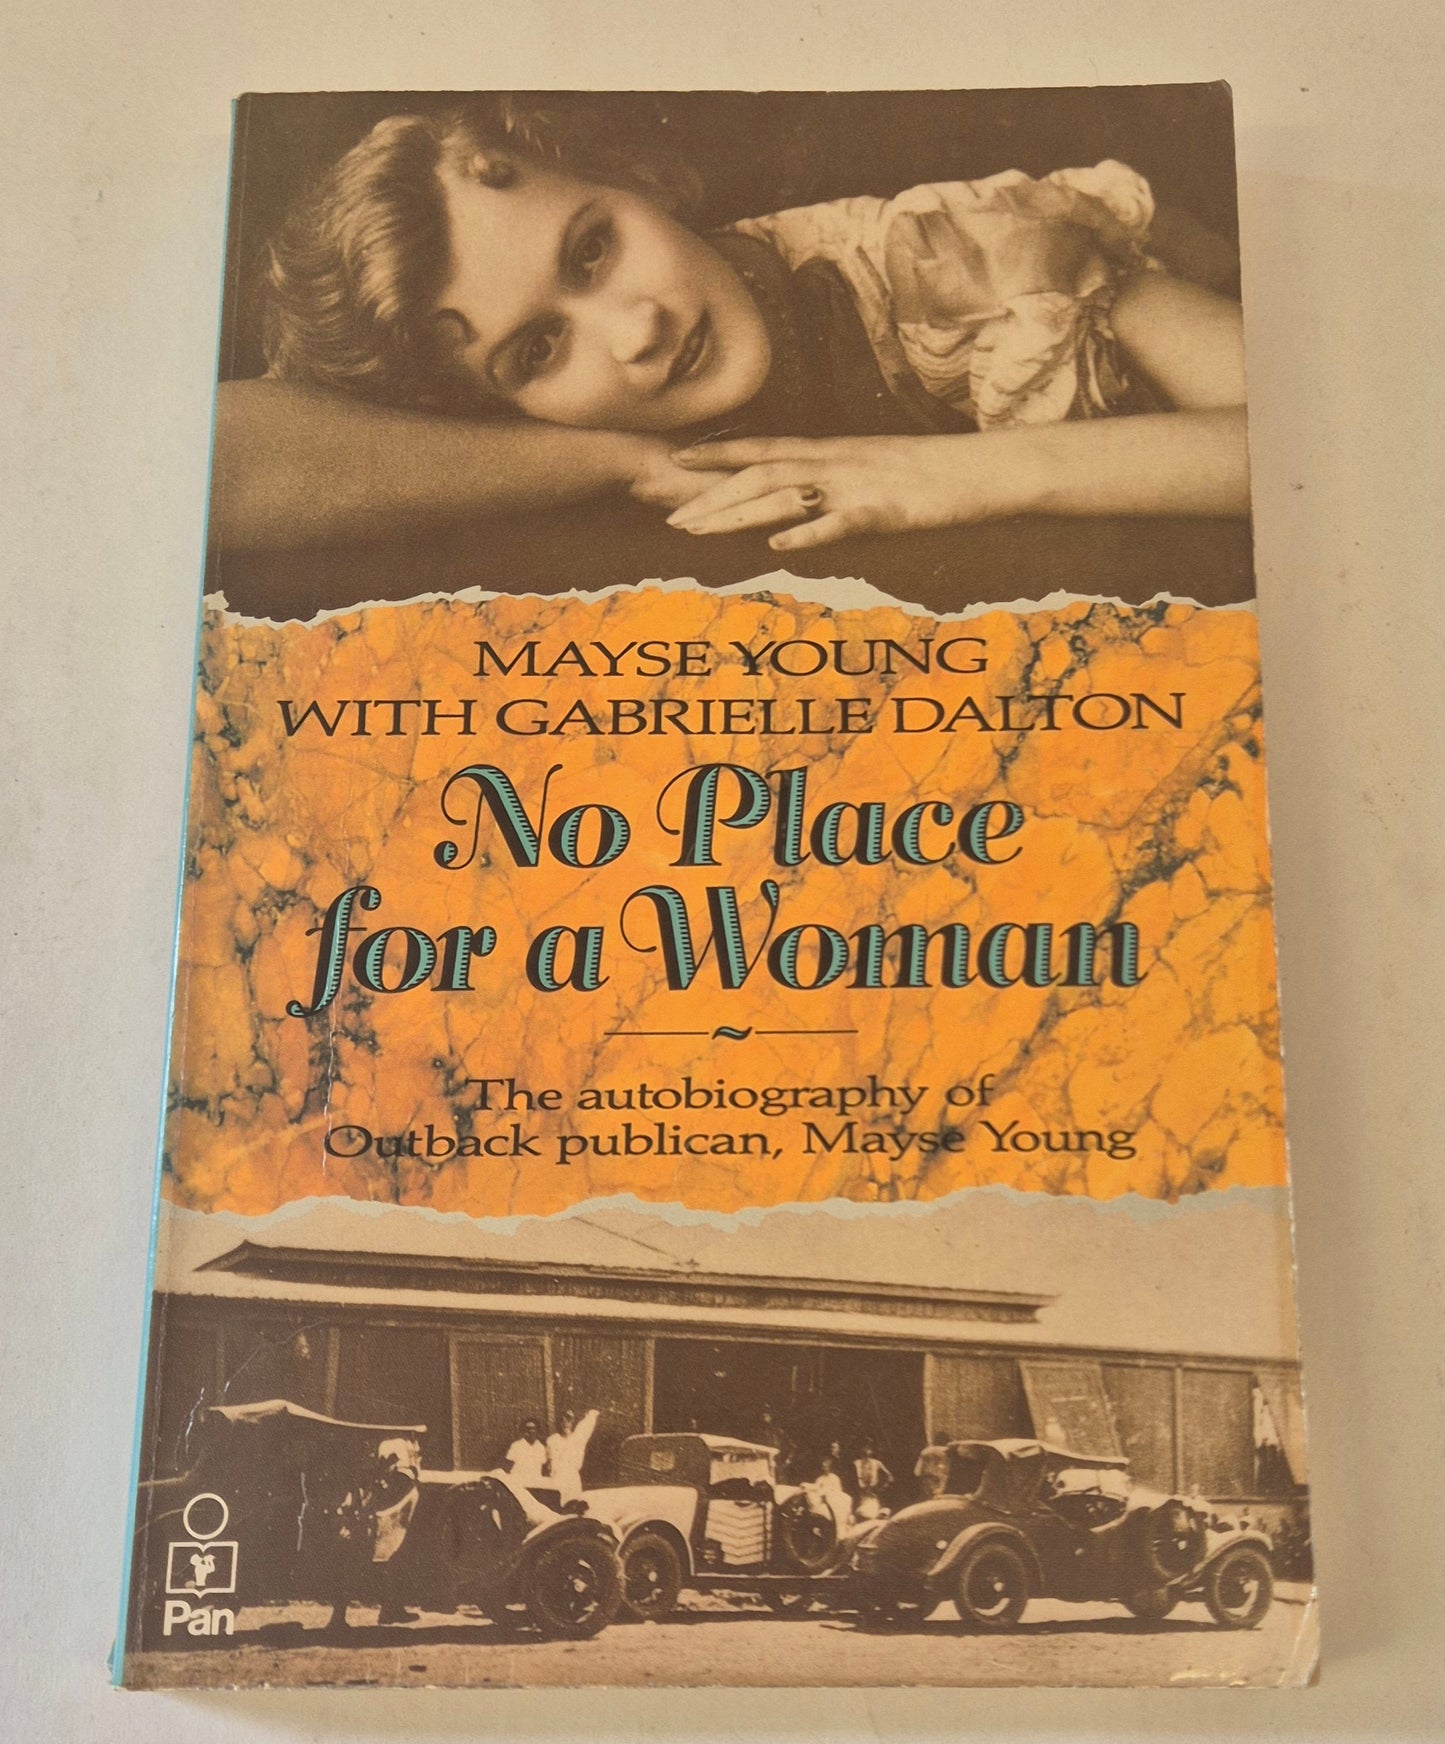 MAYSE YOUNG
WITH GABRIELLE DALTON
No Place
for a Woman
The autobiography of
Outback publican, Mayse Young
Pan